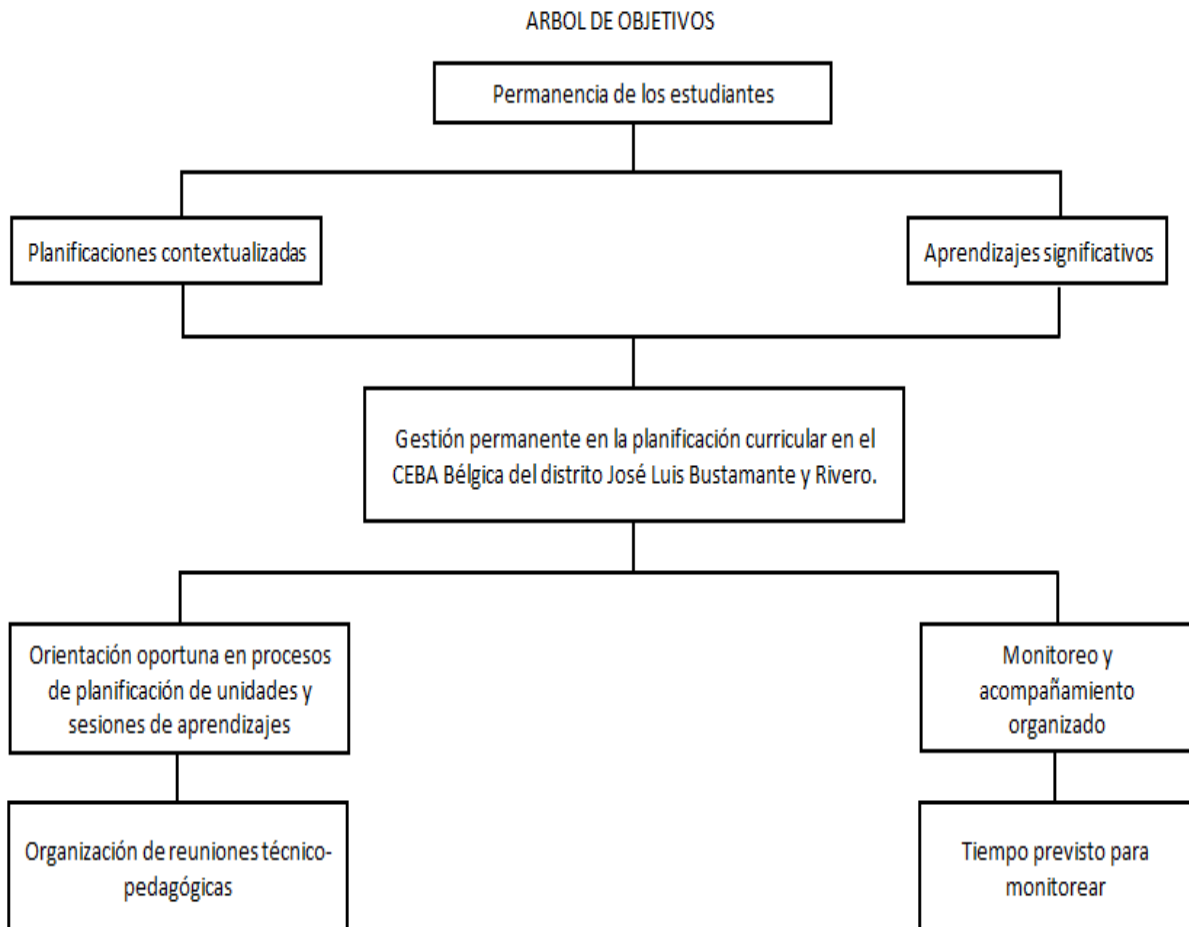 ARBOL DE OBJETIVOS
Permanencia de los estudiantes
Planificaciones contextualizadas
Aprendizajes significativos
Gestión permanente en la planificación curricular en el
CEBA Bélgica del distrito José Luis Bustamante y Rivero.
Orientación oportuna en procesos
de planificación de unidades y
sesiones de aprendizajes
Monitoreo y
acompañamiento
organizado
Organización de reuniones técnico-
pedagógicas
Tiempo previsto para
monitorear